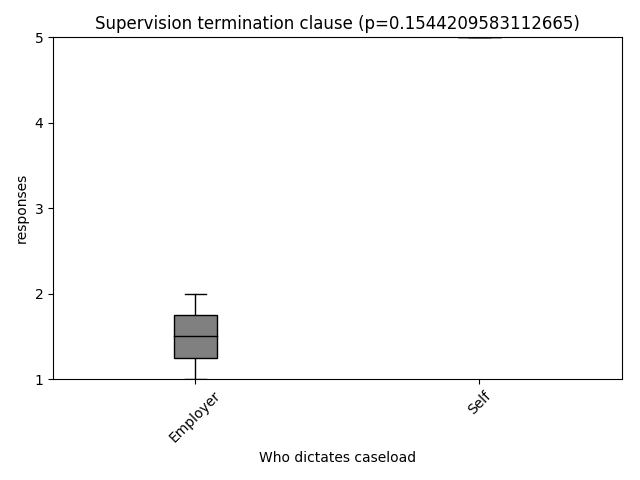 Supervision termination clause (p=0.1544209583112665)
5
4
3
2
1
responses
Employer
Self
Who dictates caseload